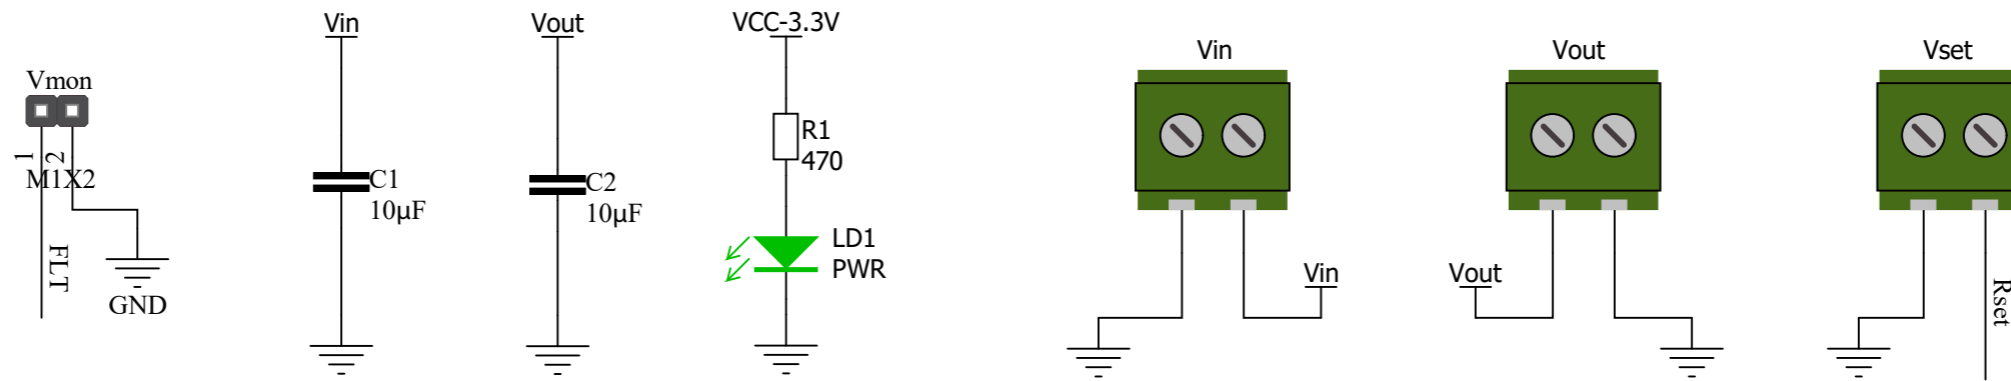 Vmon
1
2
M1X2
FLT
GND
Vin
C1
10µF
Vout
C2
10µF
VCC-3.3V
R1
470
LD1
PWR
Vin
Vin
Vout
Vout
Vset
Rset